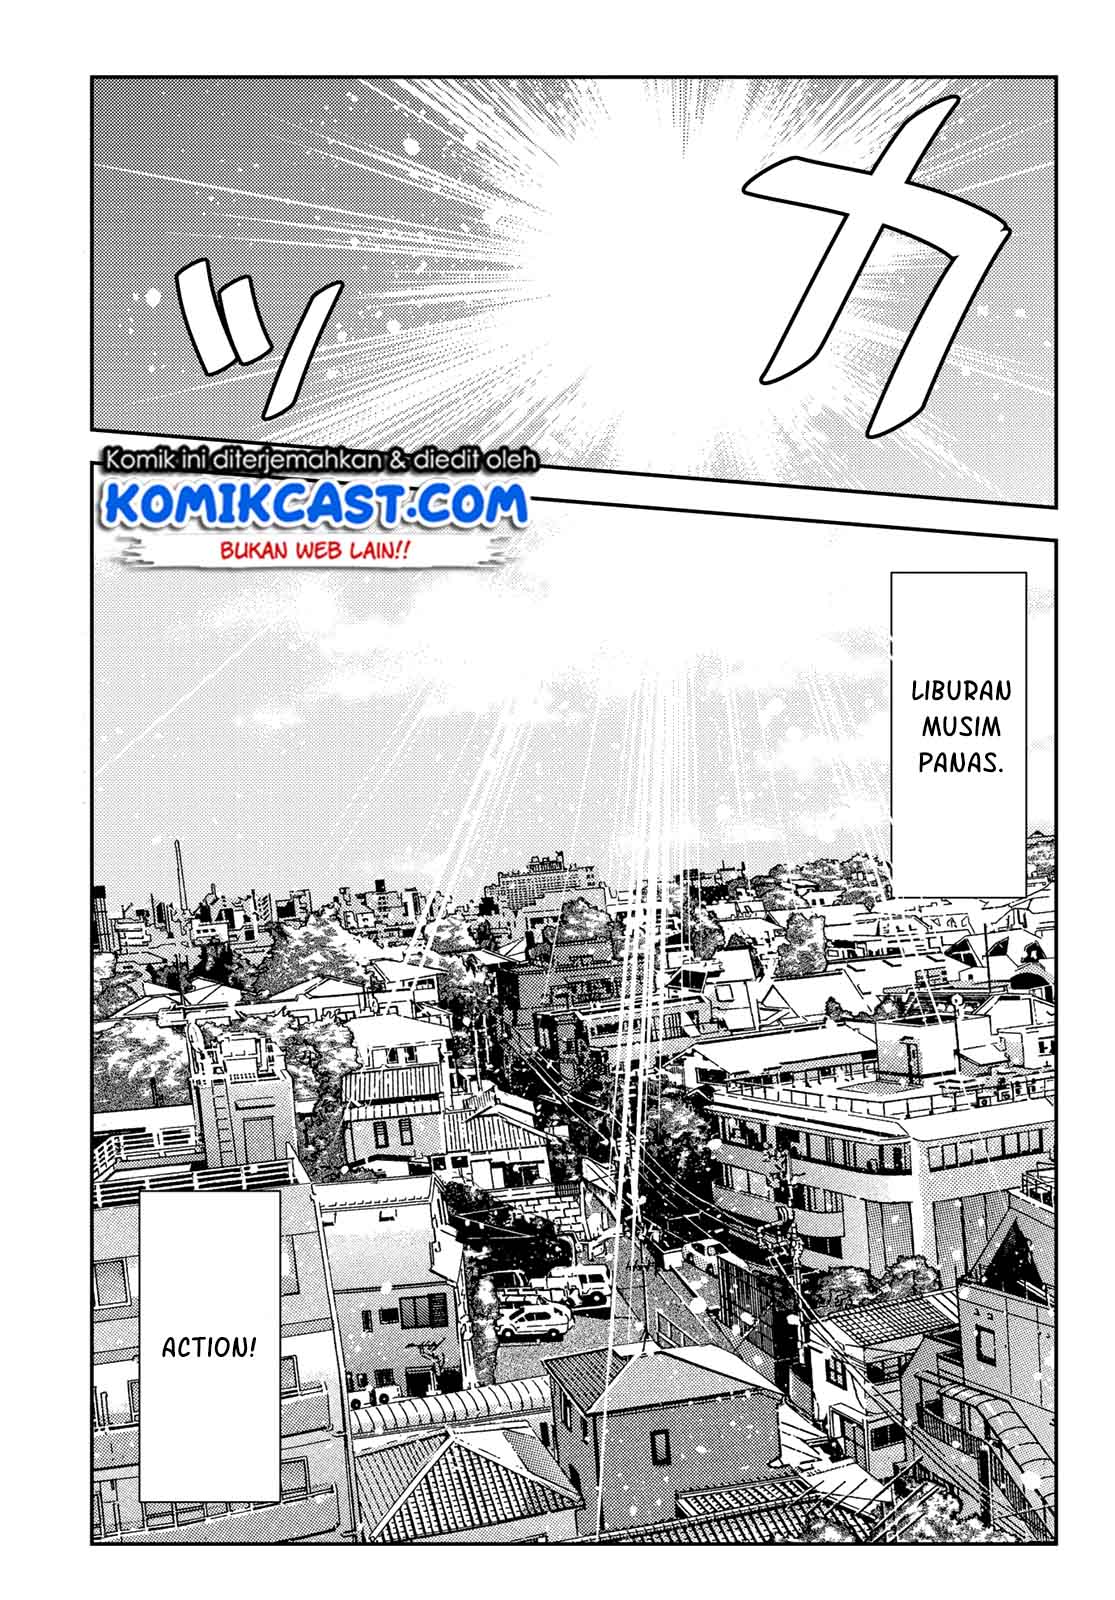 カッ
Komik ini diterjemahkan & diedit oleh
KOMIKCAST.COM
BUKAN WEB LAIN!!
LIBURAN
MUSIM
PANAS.
ACTION!